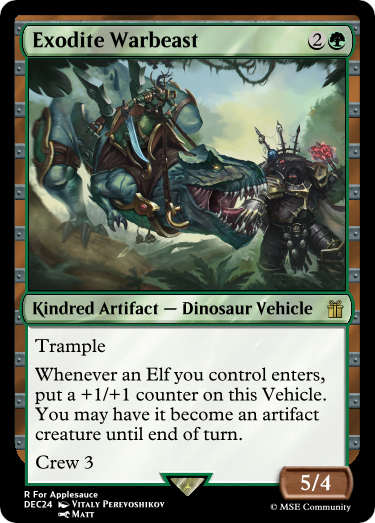 Exodite Warbeast 2
Kindred Artifact — Dinosaur Vehicle
Trample
Whenever an Elf you control enters,
put a +1/+1 counter on this Vehicle.
You may have it become an artifact
creature until end of turn.
Crew 3
5/4
R For Applesauce
DEC24 Vitaly Perevoshikov © MSE Community
Matt